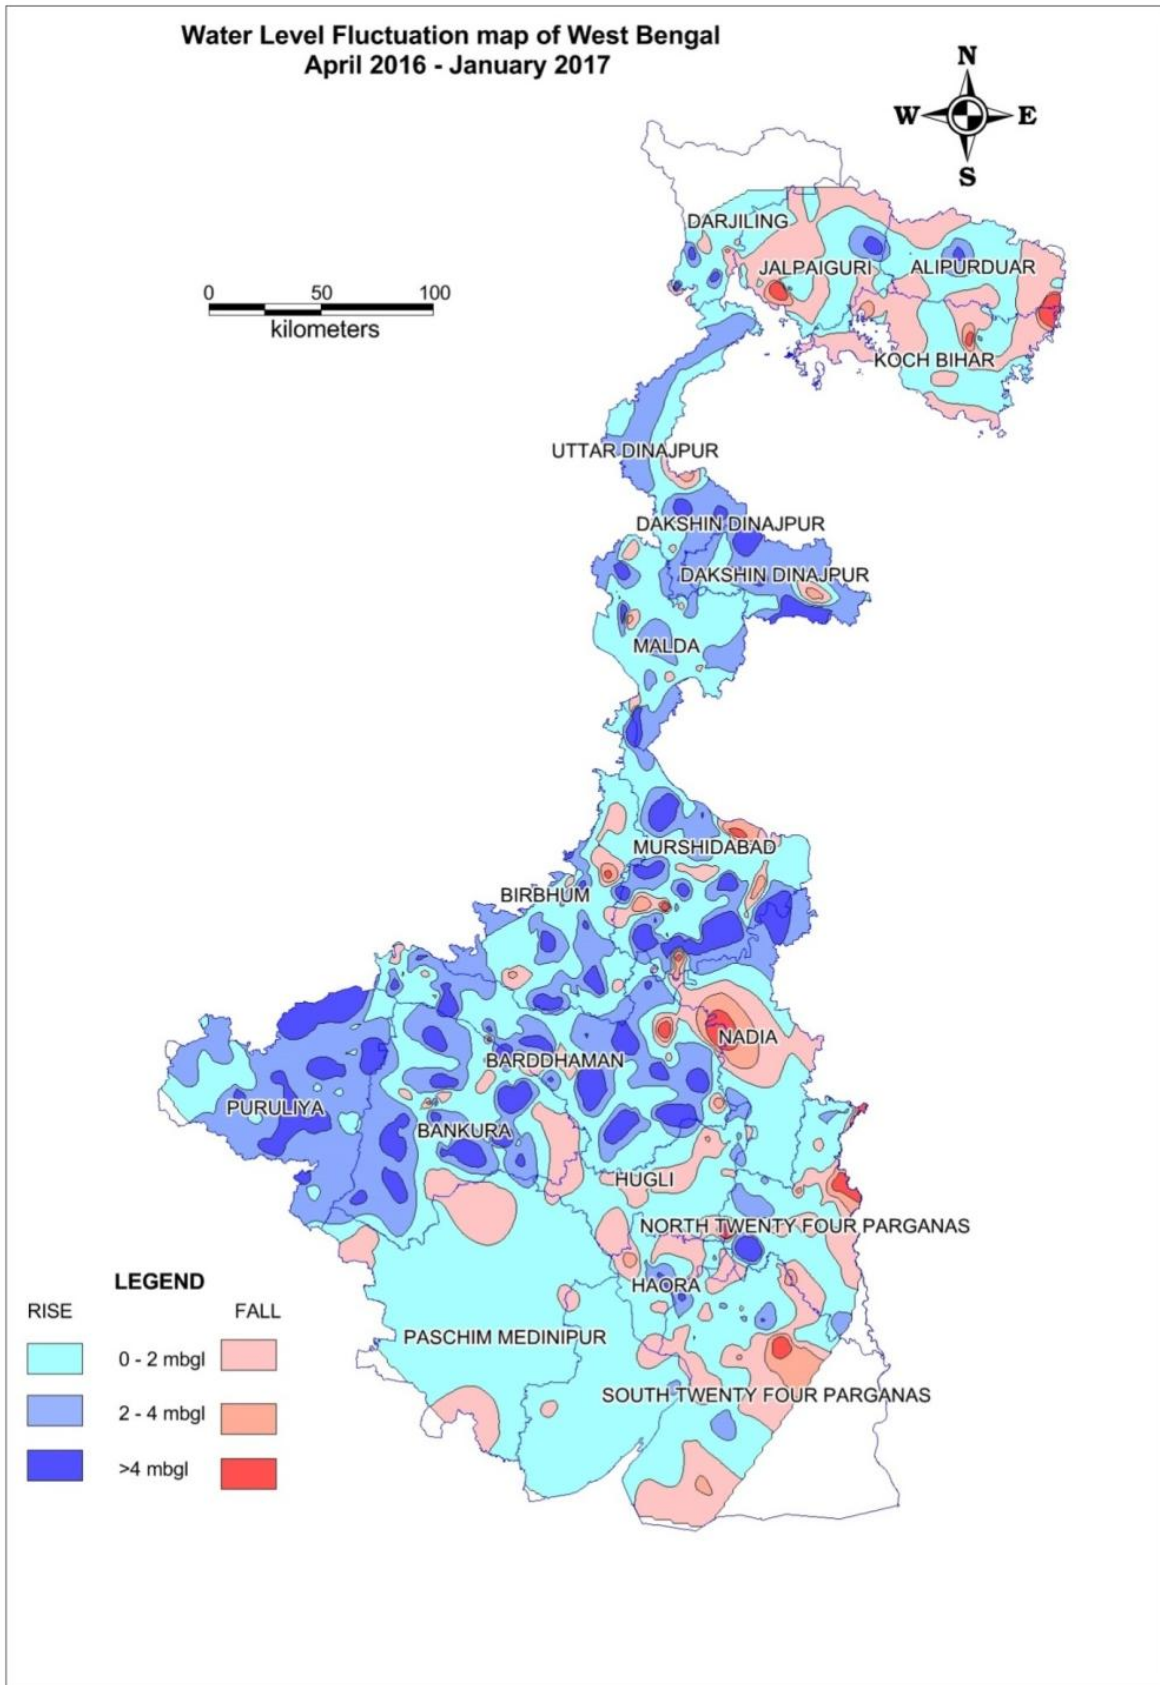 Water Level Fluctuation map of West Bengal
April 2016 - January 2017
N
W E
S
DARJILING
JALPAIGURI
ALIPURDUAR
0 50 100
kilometers
KOCH BIHAR
UTTAR DINAJPUR
DAKSHIN DINAJPUR
DAKSHIN DINAJPUR
MALDA
MURSHIDABAD
BIRBHUM
NADIA
BARDDHAMAN
PURULIYA
BANKURA
HUGLI
NORTH TWENTY FOUR PARGANAS
HAORA
PASCHIM MEDINIPUR
SOUTH TWENTY FOUR PARGANAS
LEGEND
RISE FALL
0 - 2 mbgl
2 - 4 mbgl
>4 mbgl